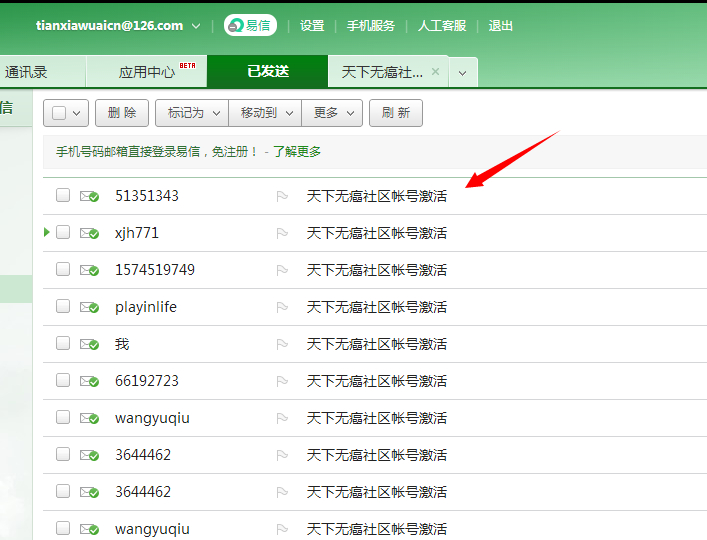 tianxiawuaicn@126.com 易信 设置 手机服务 人工客服 退出
通讯录 应用中心 BETA 已发送 天下无癌社...
信 删 除 标记为 移动到 更多 刷 新
手机号码邮箱直接登录易信，免注册！ - 了解更多
51351343 天下无癌社区帐号激活
xjh771 天下无癌社区帐号激活
1574519749 天下无癌社区帐号激活
playinlife 天下无癌社区帐号激活
我 天下无癌社区帐号激活
66192723 天下无癌社区帐号激活
wangyuqiu 天下无癌社区帐号激活
3644462 天下无癌社区帐号激活
3644462 天下无癌社区帐号激活
wangyuqiu 天下无癌社区帐号激活